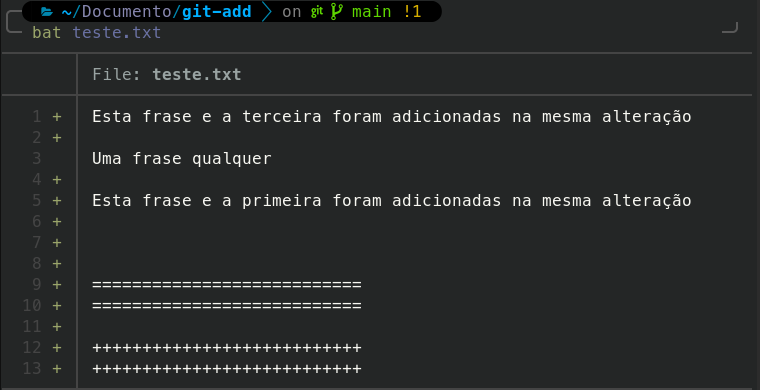 ~/Documento/git-add on git main !1
bat teste.txt
File: teste.txt
1 + Esta frase e a terceira foram adicionadas na mesma alteração
2 +
3 Uma frase qualquer
4 +
5 + Esta frase e a primeira foram adicionadas na mesma alteração
6 +
7 +
8 +
9 + ===========================
10 + ===========================
11 +
12 + +++++++++++++++++++++++++++
13 + +++++++++++++++++++++++++++